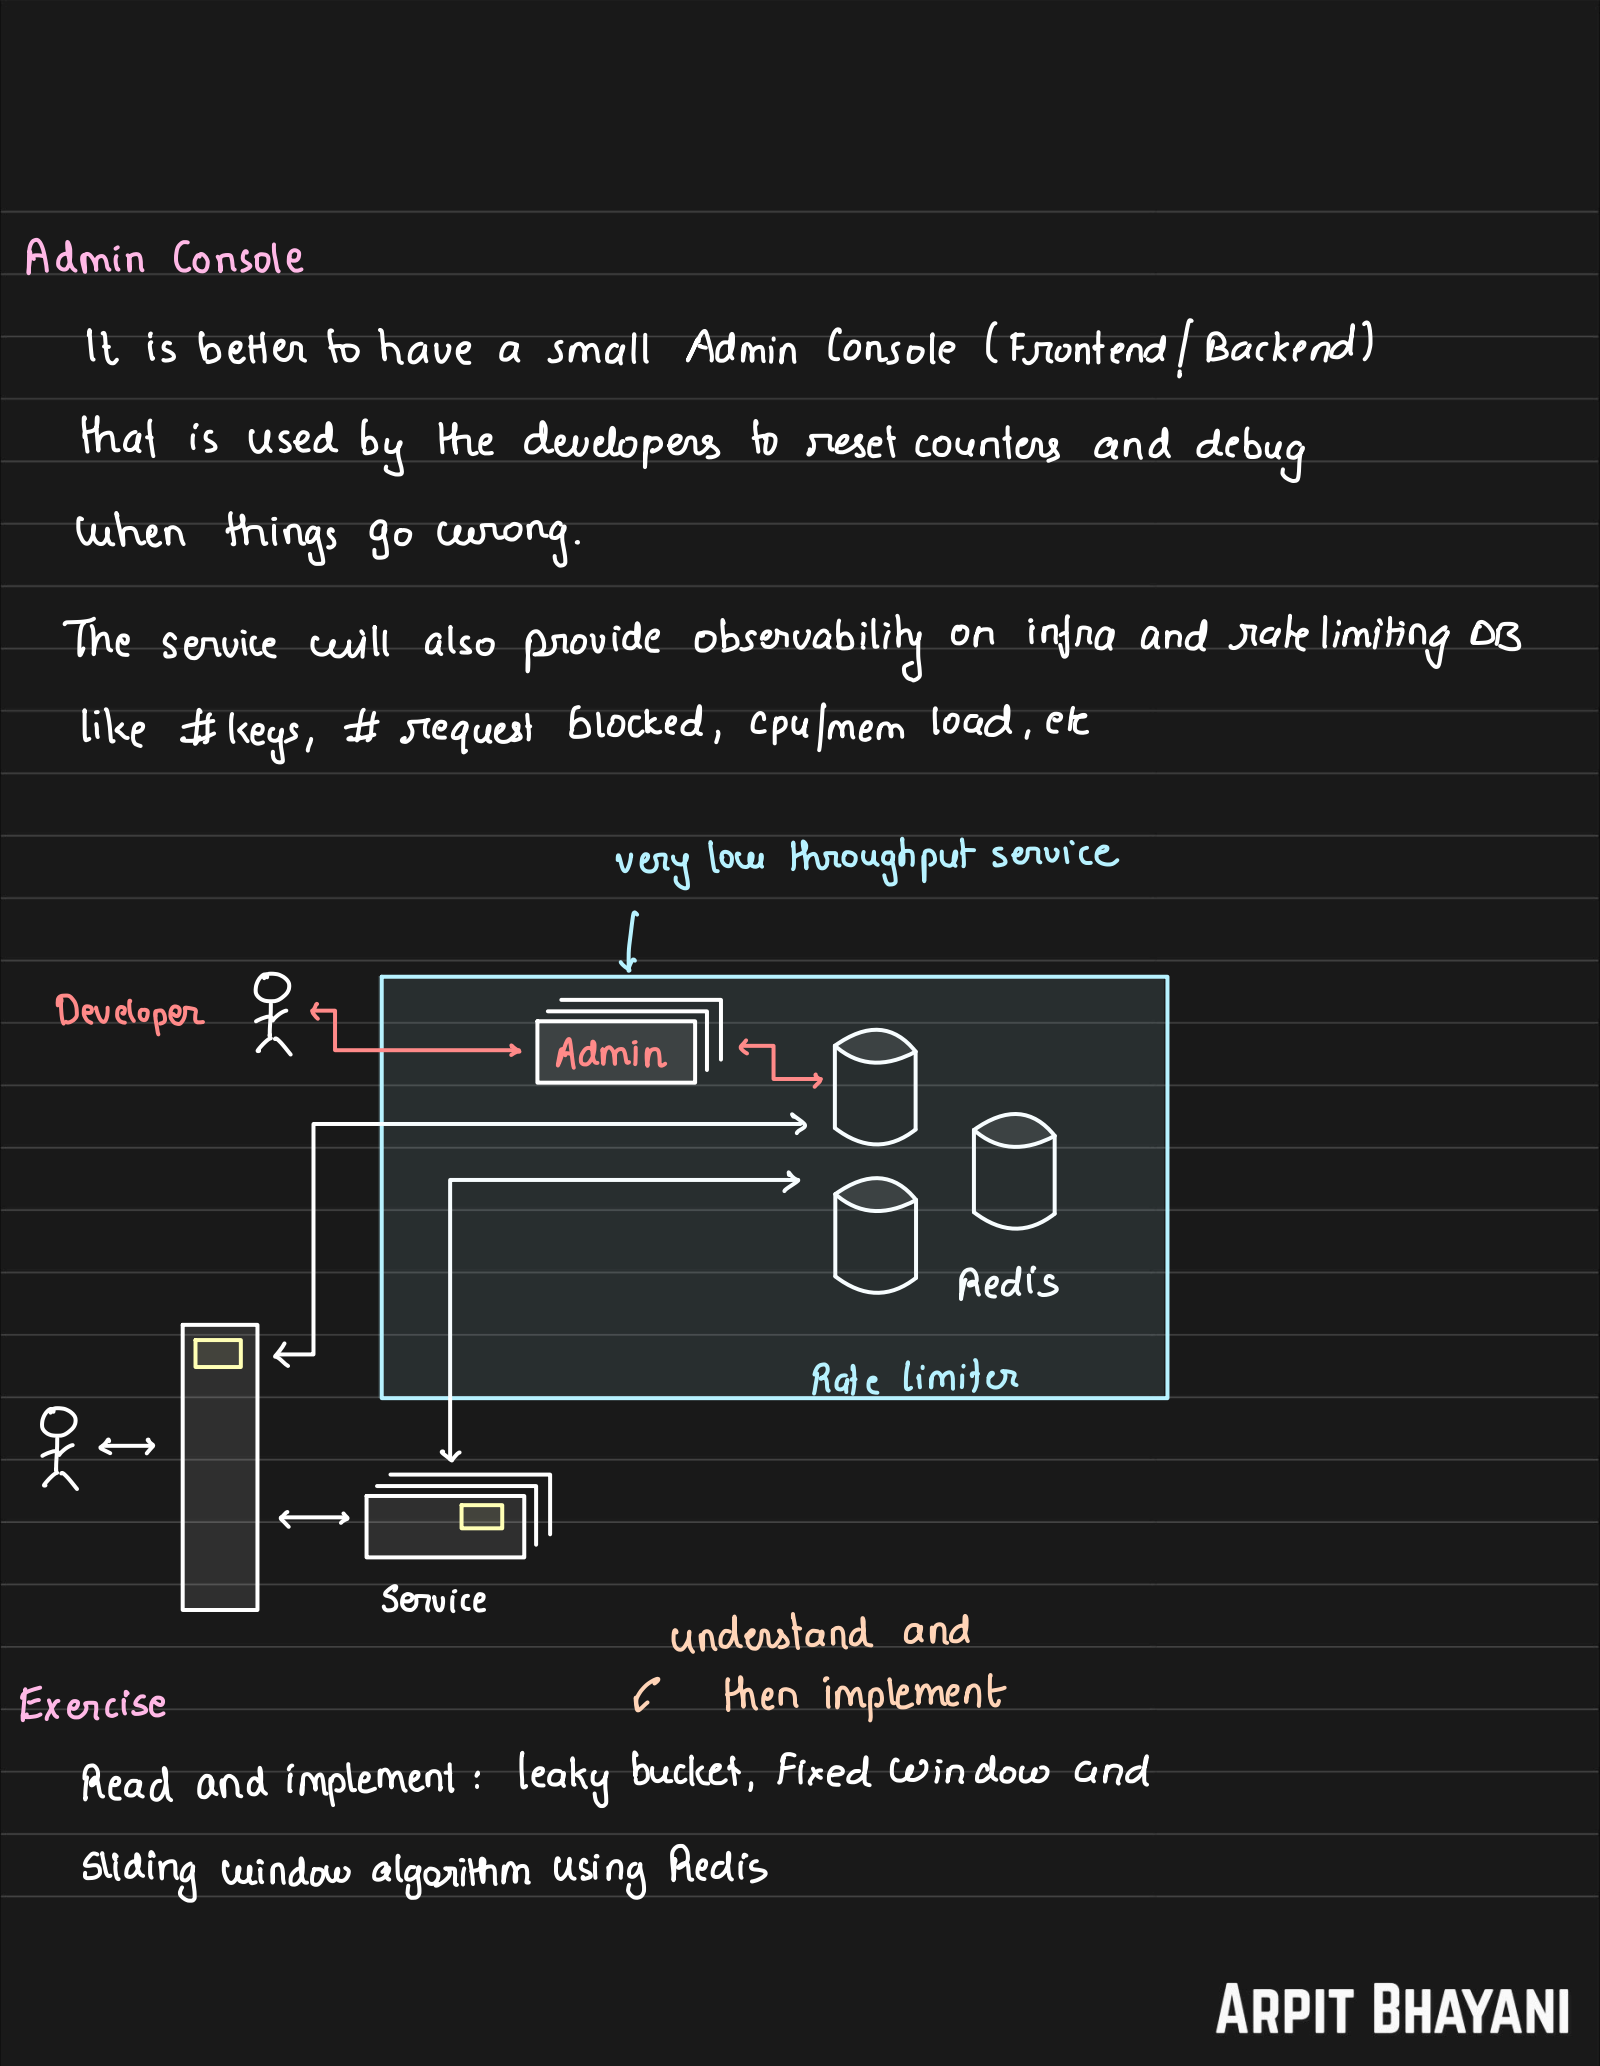 Admin Console
It is better to have a small Admin Console (Frontend/Backend)
that is used by the developers to reset counters and debug
when things go wrong.
The service will also provide observability on infra and rate limiting DB
like #keys, # request blocked, cpu/mem load, etc
very low throughput service
Developer
Admin
Redis
Rate limiter
Service
understand and
then implement
Exercise
Read and implement: leaky bucket, Fixed Window and
Sliding window algorithm using Redis
ARPIT BHAYANI